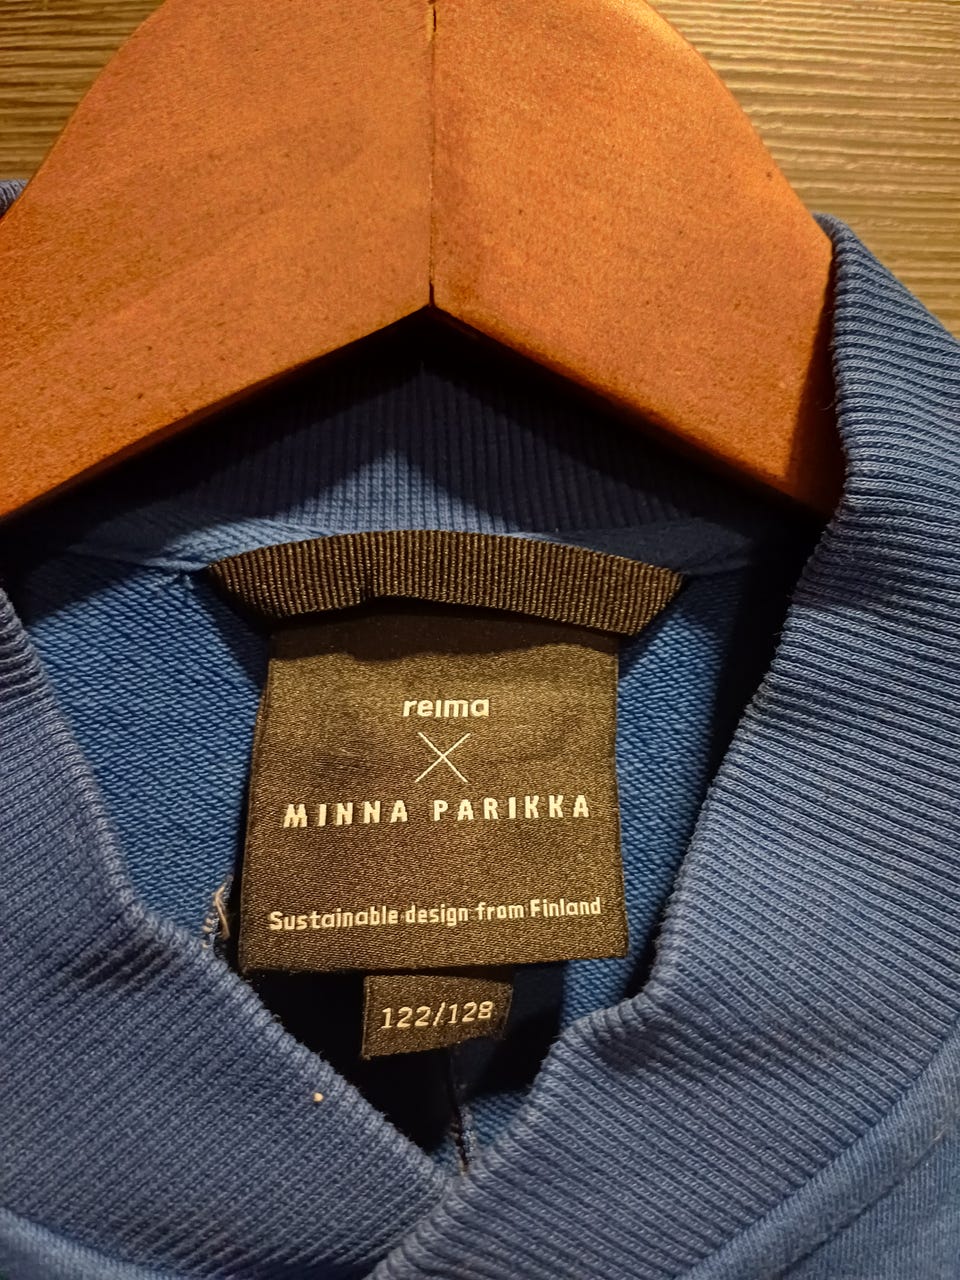 reima
X
MINNA PARIKKA
Sustainable design from Finland
122/128